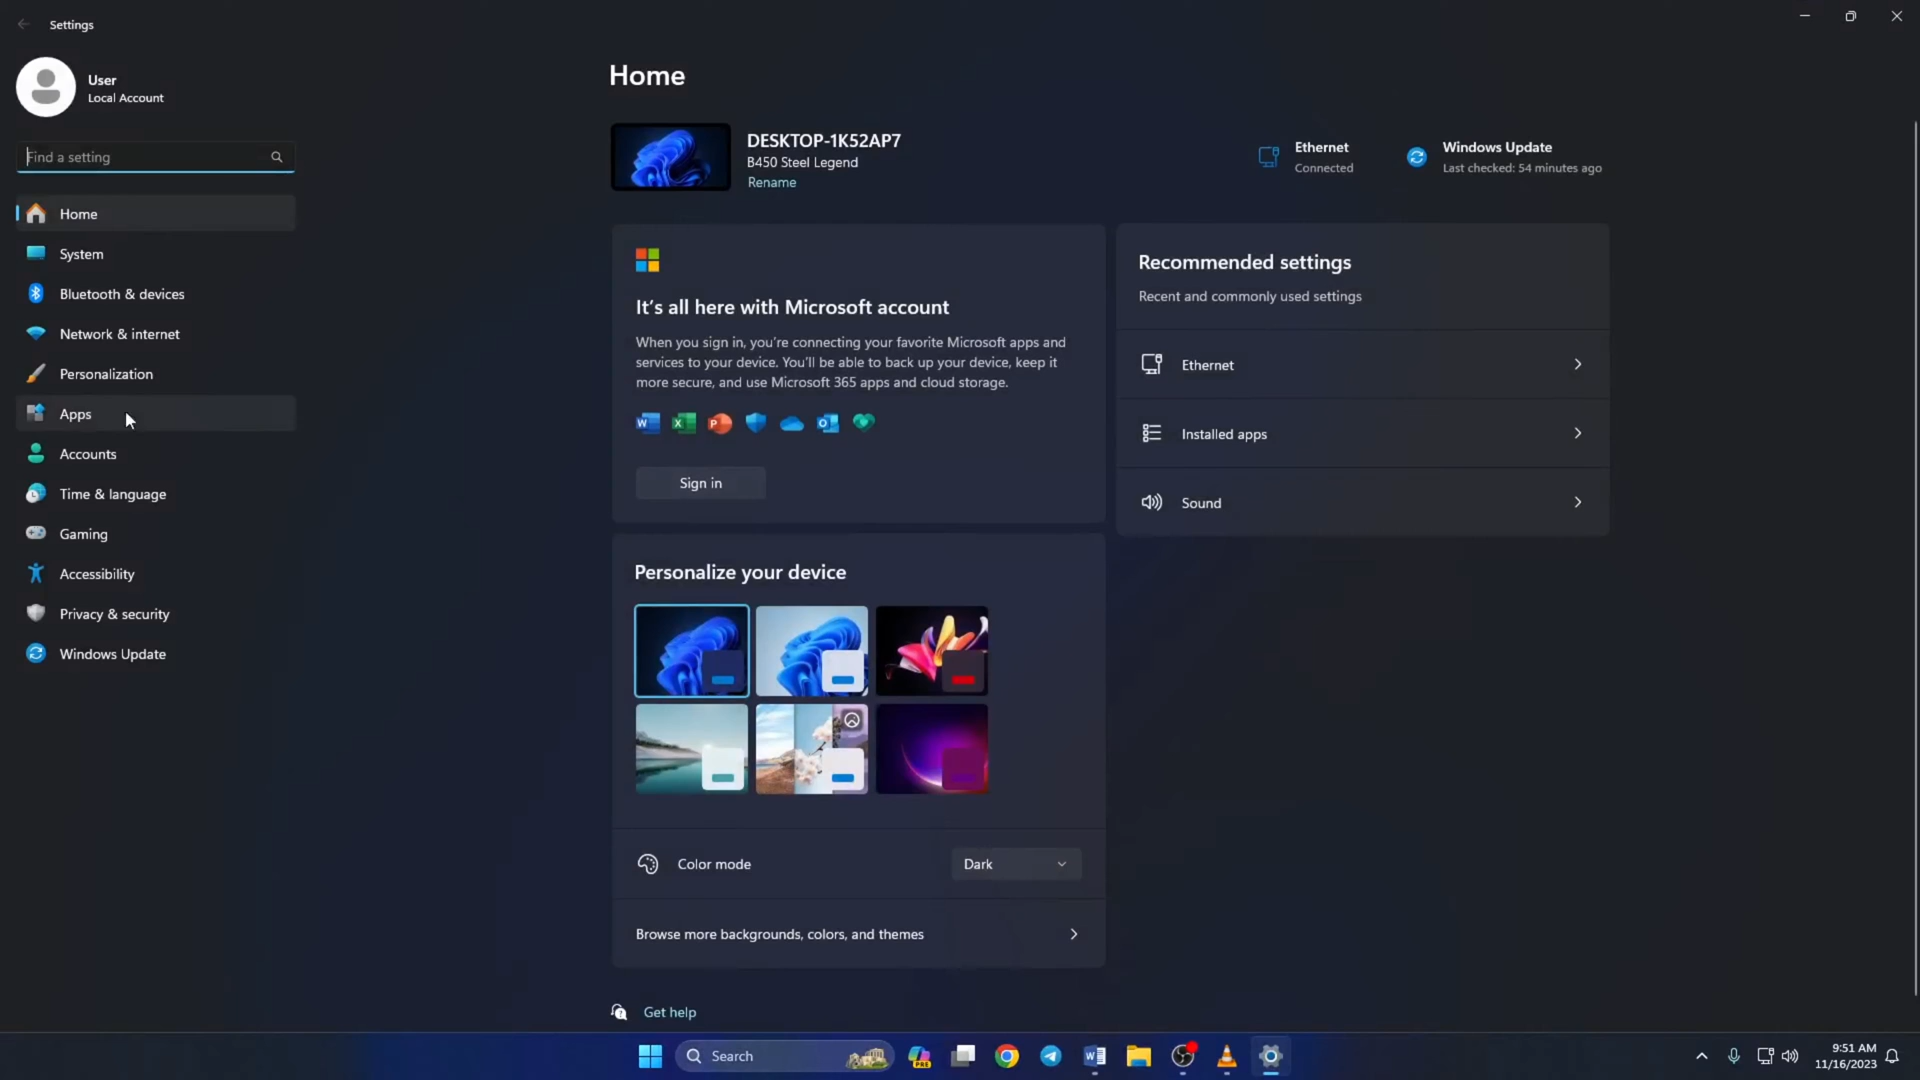 Settings
User
Local Account
Find a setting
Home
System
Bluetooth & devices
Network & internet
Personalization
Apps
Accounts
Time & language
Gaming
Accessibility
Privacy & security
Windows Update
Home
DESKTOP-1K52AP7
B450 Steel Legend
Rename
Ethernet
Connected
Windows Update
Last checked: 54 minutes ago
It's all here with Microsoft account
When you sign in, you're connecting your favorite Microsoft apps and
services to your device. You'll be able to back up your device, keep it
more secure, and use Microsoft 365 apps and cloud storage.
Sign in
Recommended settings
Recent and commonly used settings
Ethernet
Installed apps
Sound
Personalize your device
Color mode
Dark
Browse more backgrounds, colors, and themes
Get help
Search
PRE
9:51 AM
11/16/2023